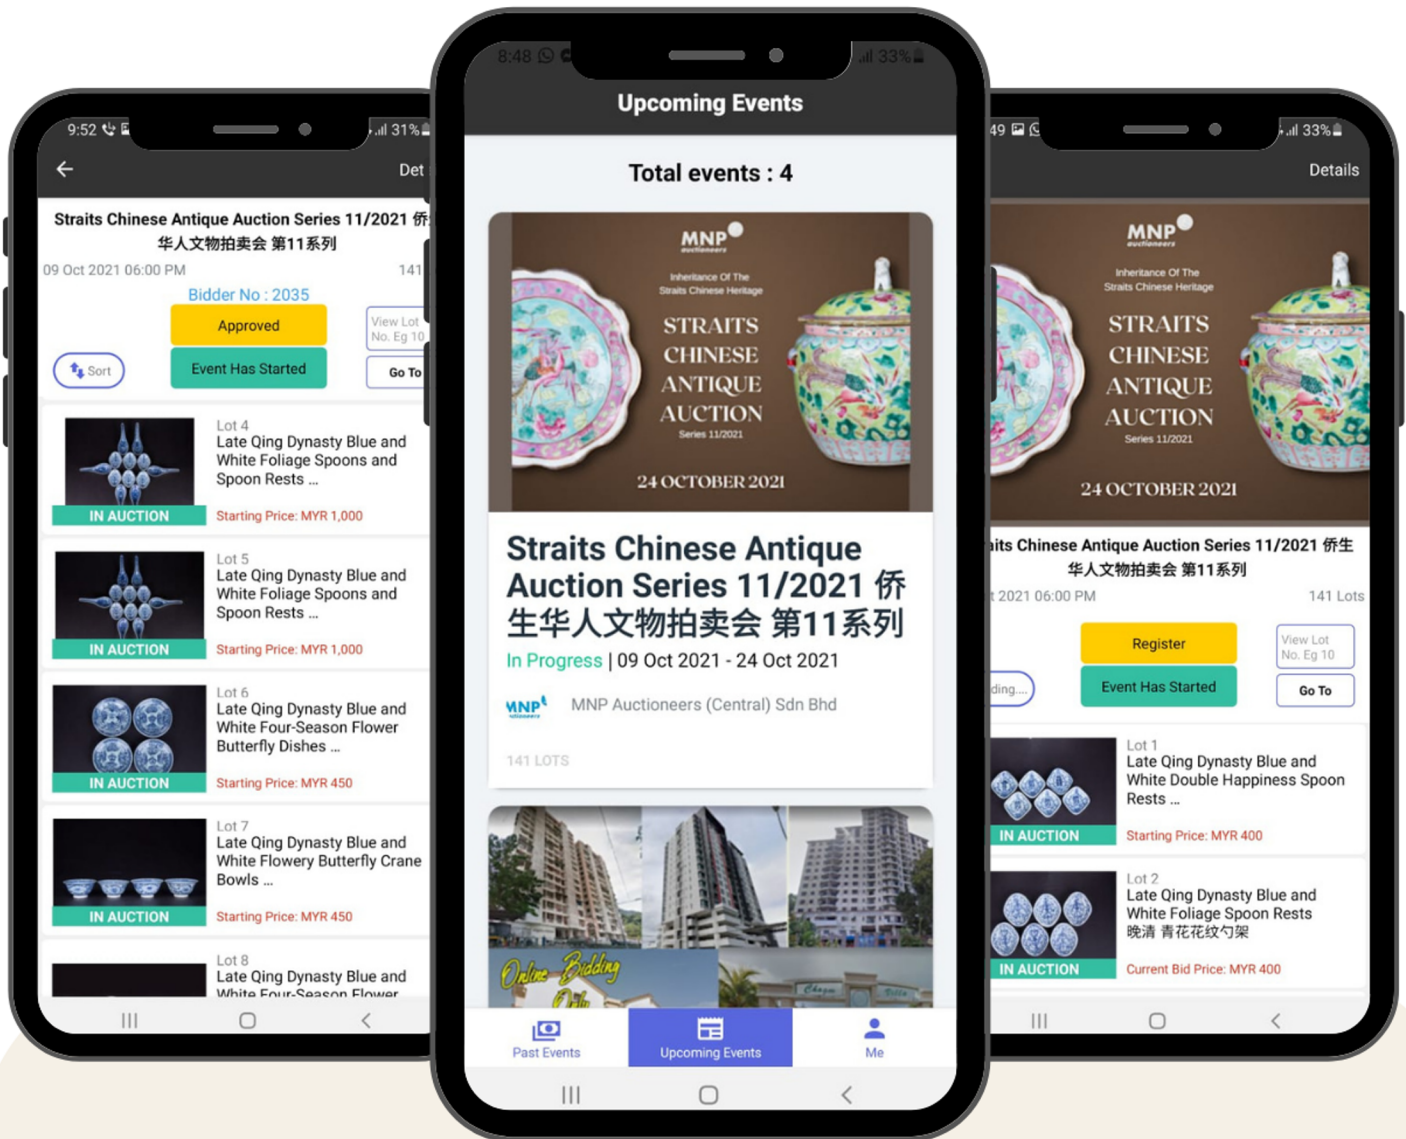 9:52
31%
Det
Straits Chinese Antique Auction Series 11/2021 侨
华人文物拍卖会 第11系列
09 Oct 2021 06:00 PM
141
Bidder No : 2035
Approved
View Lot
No. Eg 10
Sort
Event Has Started
Go To
Lot 4
Late Qing Dynasty Blue and
White Foliage Spoons and
Spoon Rests ...
IN AUCTION
Starting Price: MYR 1,000
Lot 5
Late Qing Dynasty Blue and
White Foliage Spoons and
Spoon Rests ...
IN AUCTION
Starting Price: MYR 1,000
Lot 6
Late Qing Dynasty Blue and
White Four-Season Flower
Butterfly Dishes ...
IN AUCTION
Starting Price: MYR 450
Lot 7
Late Qing Dynasty Blue and
White Flowery Butterfly Crane
Bowls ...
IN AUCTION
Starting Price: MYR 450
Lot 8
Late Qing Dynasty Blue and
White Four-Season Flower
8:48
33%
Upcoming Events
Total events : 4
MNP
auctioneers
Inheritance Of The
Straits Chinese Heritage
STRAITS
CHINESE
ANTIQUE
AUCTION
Series 11/2021
24 OCTOBER 2021
Straits Chinese Antique
Auction Series 11/2021 侨
生华人文物拍卖会 第11系列
In Progress | 09 Oct 2021 - 24 Oct 2021
MNP
MNP Auctioneers (Central) Sdn Bhd
141 LOTS
Online Bidding
Only
Villa
Past Events
Upcoming Events
Me
49
33%
Details
MNP
auctioneers
Inheritance Of The
Straits Chinese Heritage
STRAITS
CHINESE
ANTIQUE
AUCTION
Series 11/2021
24 OCTOBER 2021
its Chinese Antique Auction Series 11/2021 侨生
华人文物拍卖会 第11系列
t 2021 06:00 PM
141 Lots
Register
View Lot
No. Eg 10
ding....
Event Has Started
Go To
Lot 1
Late Qing Dynasty Blue and
White Double Happiness Spoon
Rests ...
IN AUCTION
Starting Price: MYR 400
Lot 2
Late Qing Dynasty Blue and
White Foliage Spoon Rests
晚清 青花花纹勺架
IN AUCTION
Current Bid Price: MYR 400